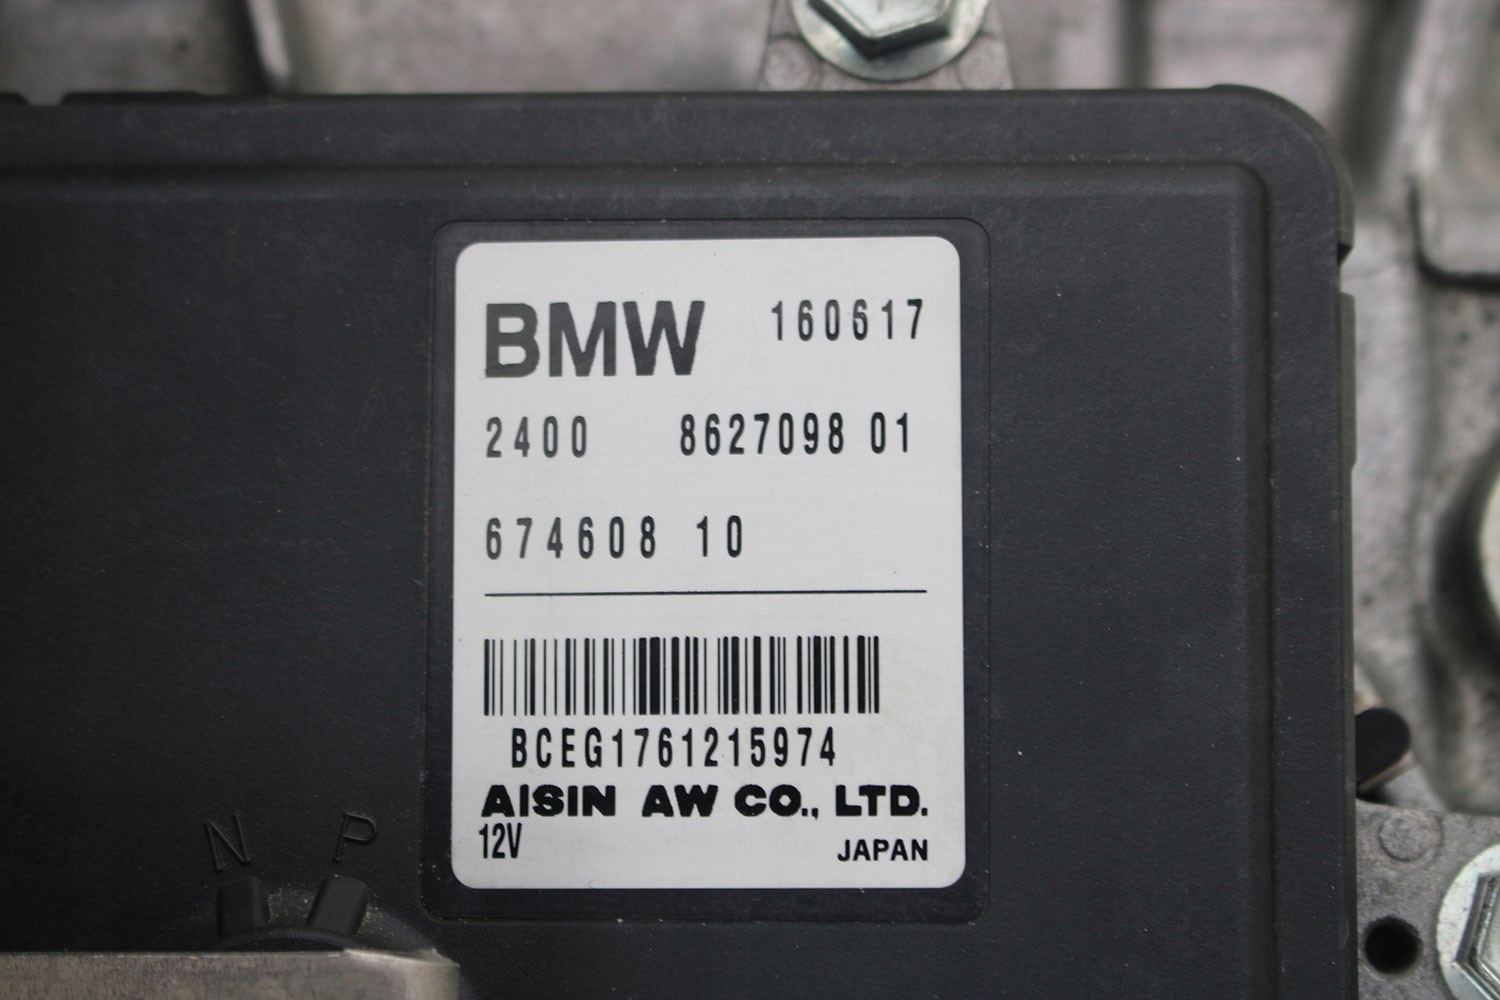 BMW 160617
2400 8627098 01
674608 10
BCEG1761215974
AISIN AW CO., LTD.
12V JAPAN
N P